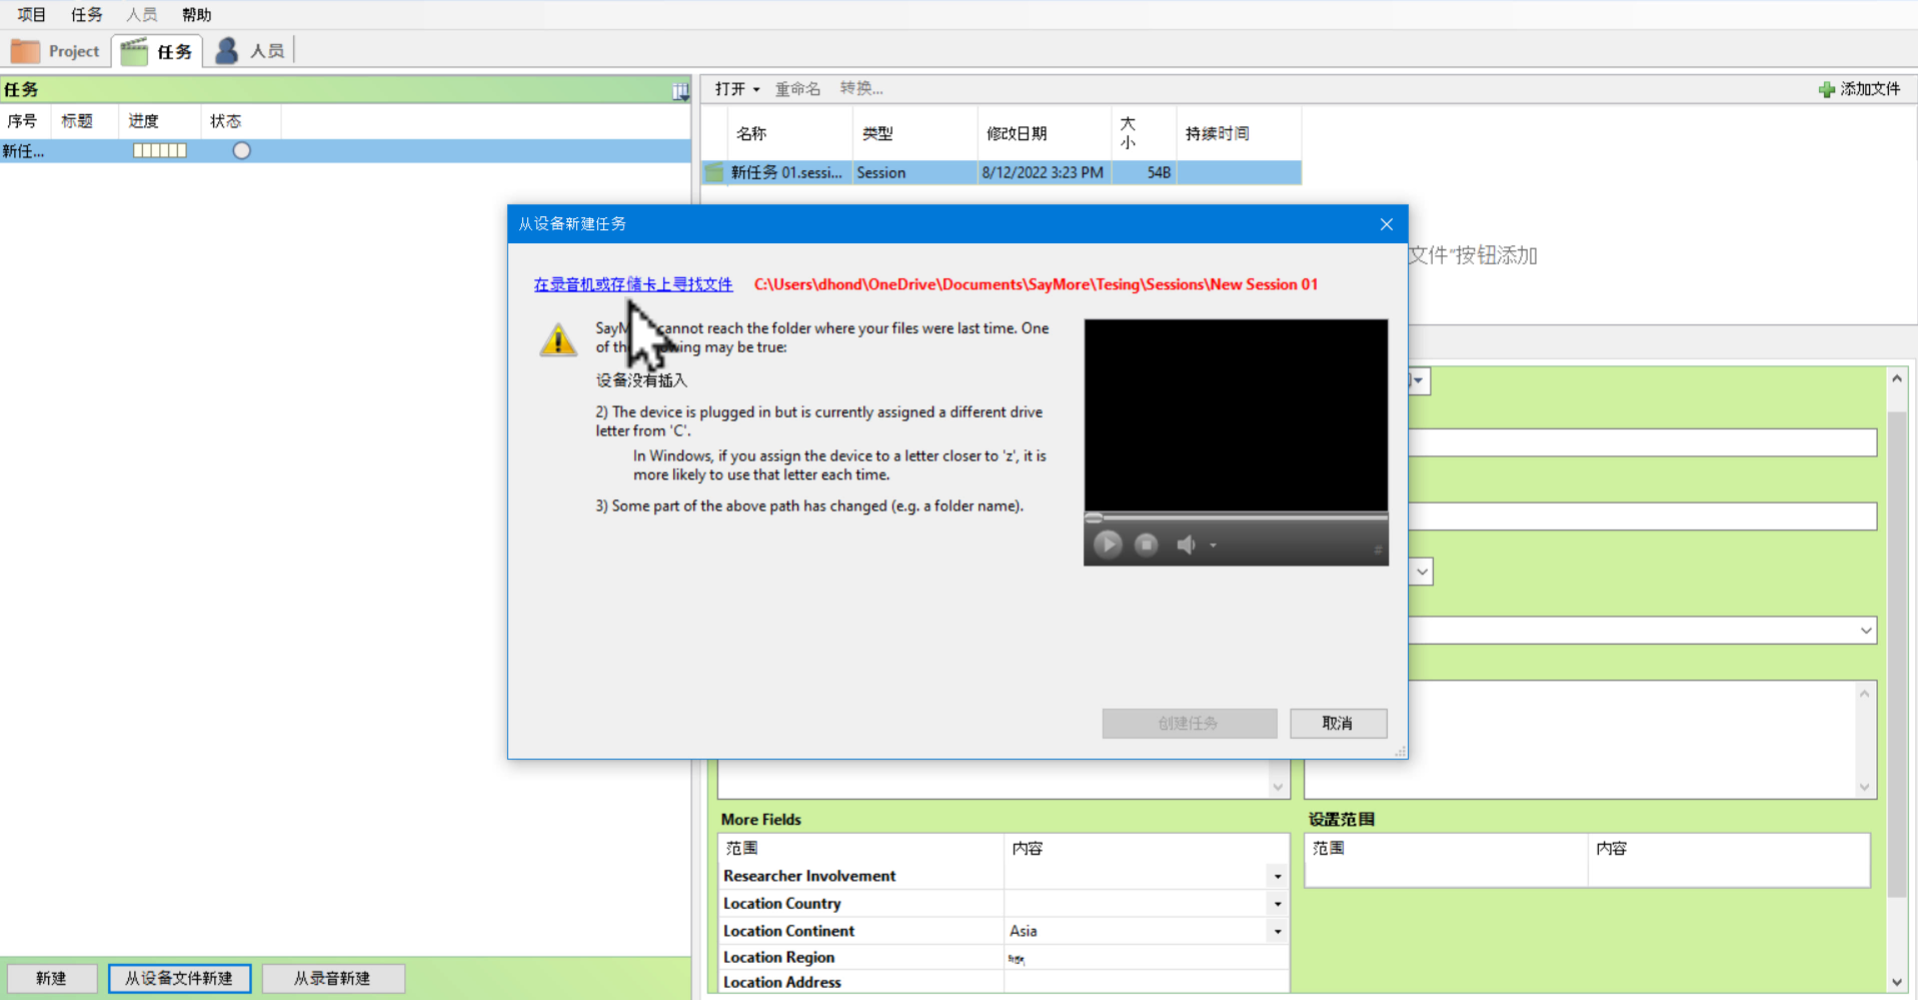 项目 任务 人员 帮助
Project 任务 人员
任务
序号 标题 进度 状态
新任...
打开 重命名 转换... 添加文件
名称 类型 修改日期 大小 持续时间
新任务 01.sessi... Session 8/12/2022 3:23 PM 54B
文件"按钮添加
从设备新建任务
在录音机或存储卡上寻找文件 C:\Users\dhond\OneDrive\Documents\SayMore\Tesing\Sessions\New Session 01
cannot reach the folder where your files were last time. One
of may be true:
设备没有插入
2) The device is plugged in but is currently assigned a different drive
letter from 'C'.
In Windows, if you assign the device to a letter closer to 'z', it is
more likely to use that letter each time.
3) Some part of the above path has changed (e.g. a folder name).
创建任务 取消
More Fields
范围 内容
Researcher Involvement
Location Country
Location Continent Asia
Location Region
Location Address
设置范围
范围 内容
新建 从设备文件新建 从录音新建